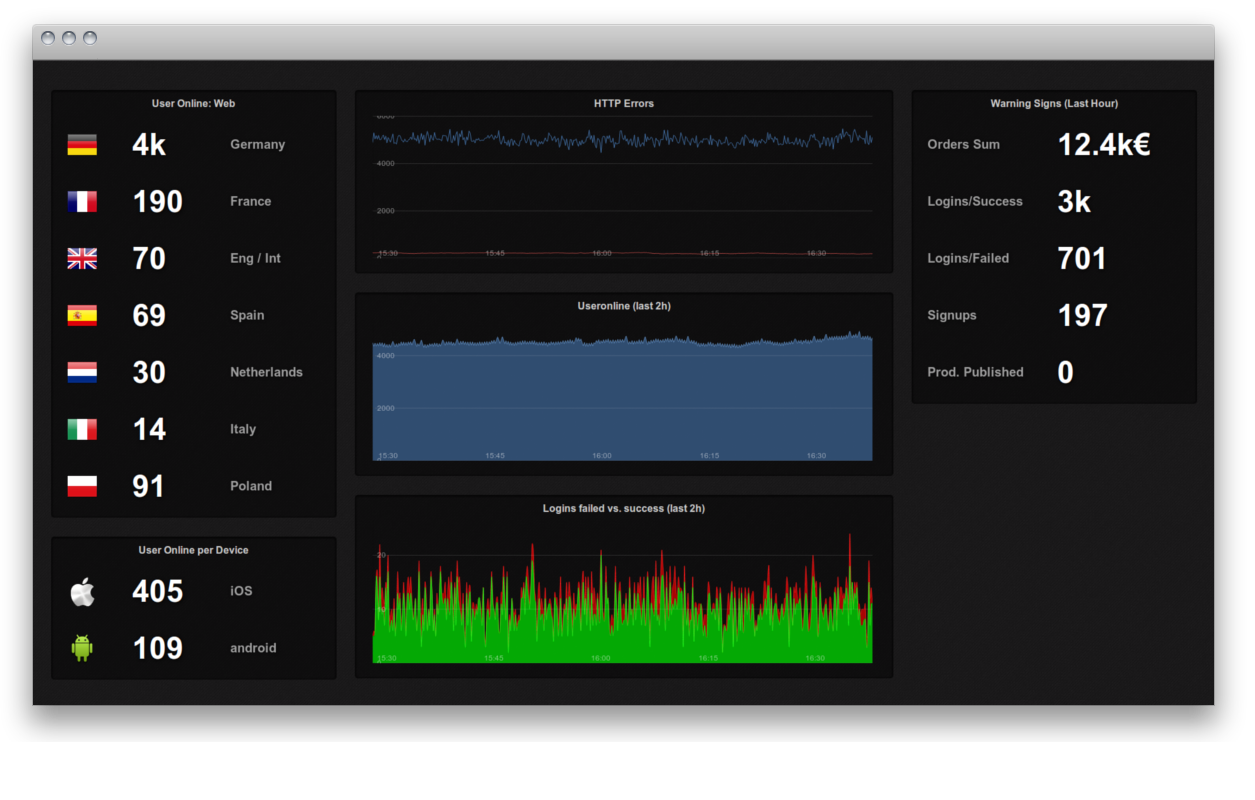 User Online: Web
4k Germany
190 France
70 Eng / Int
69 Spain
30 Netherlands
14 Italy
91 Poland
User Online per Device
405 iOS
109 android
HTTP Errors
6000
4000
2000
15:30 15:45 16:00 16:15 16:30
Useronline (last 2h)
4000
2000
15:30 15:45 16:00 16:15 16:30
Logins failed vs. success (last 2h)
20
10
15:30 15:45 16:00 16:15 16:30
Warning Signs (Last Hour)
Orders Sum 12.4k€
Logins/Success 3k
Logins/Failed 701
Signups 197
Prod. Published 0